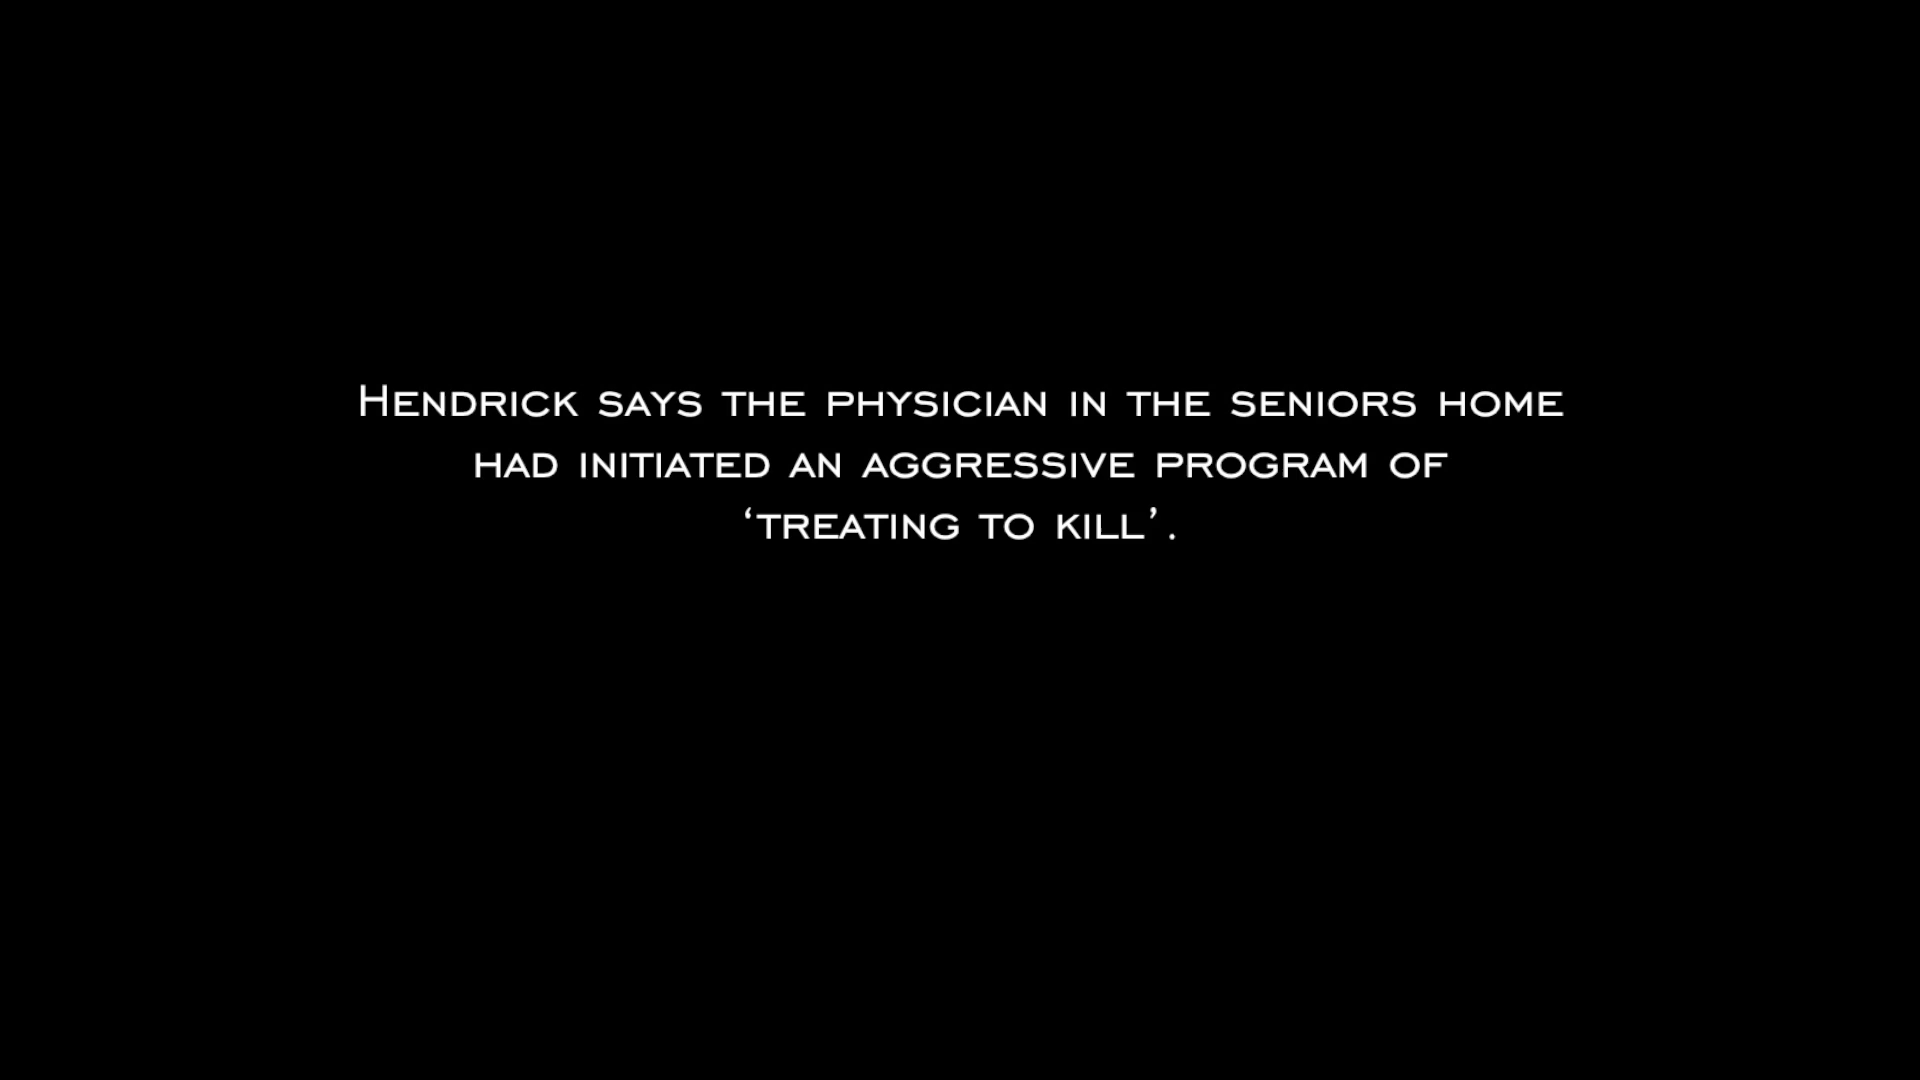 Hendrick says the physician in the seniors home
had initiated an aggressive program of
‘treating to kill’.